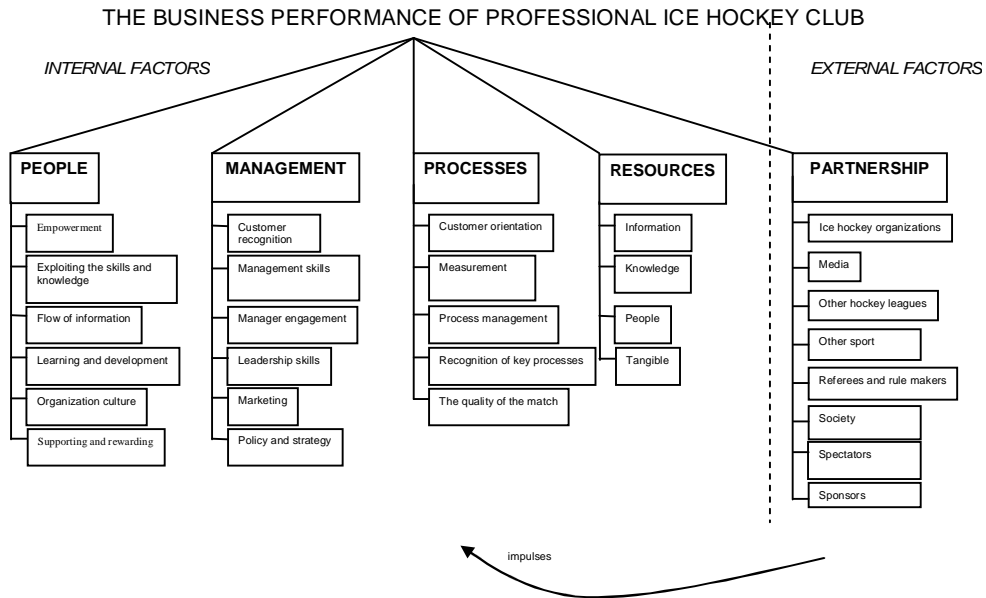 THE BUSINESS PERFORMANCE OF PROFESSIONAL ICE HOCKEY CLUB
INTERNAL FACTORS
EXTERNAL FACTORS
PEOPLE
Empowerment
Exploiting the skills and
knowledge
Flow of information
Learning and development
Organization culture
Supporting and rewarding
MANAGEMENT
Customer
recognition
Management skills
Manager engagement
Leadership skills
Marketing
Policy and strategy
PROCESSES
Customer orientation
Measurement
Process management
Recognition of key processes
The quality of the match
RESOURCES
Information
Knowledge
People
Tangible
PARTNERSHIP
Ice hockey organizations
Media
Other hockey leagues
Other sport
Referees and rule makers
Society
Spectators
Sponsors
impulses